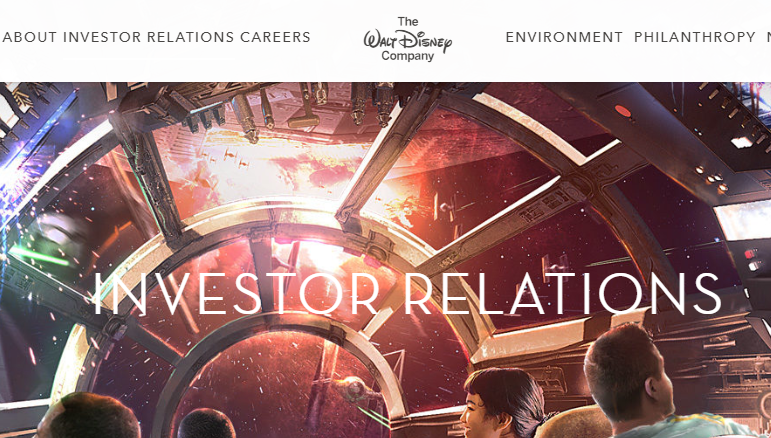 ABOUT INVESTOR RELATIONS CAREERS
The
Walt Disney
Company
ENVIRONMENT PHILANTHROPY
INVESTOR RELATIONS